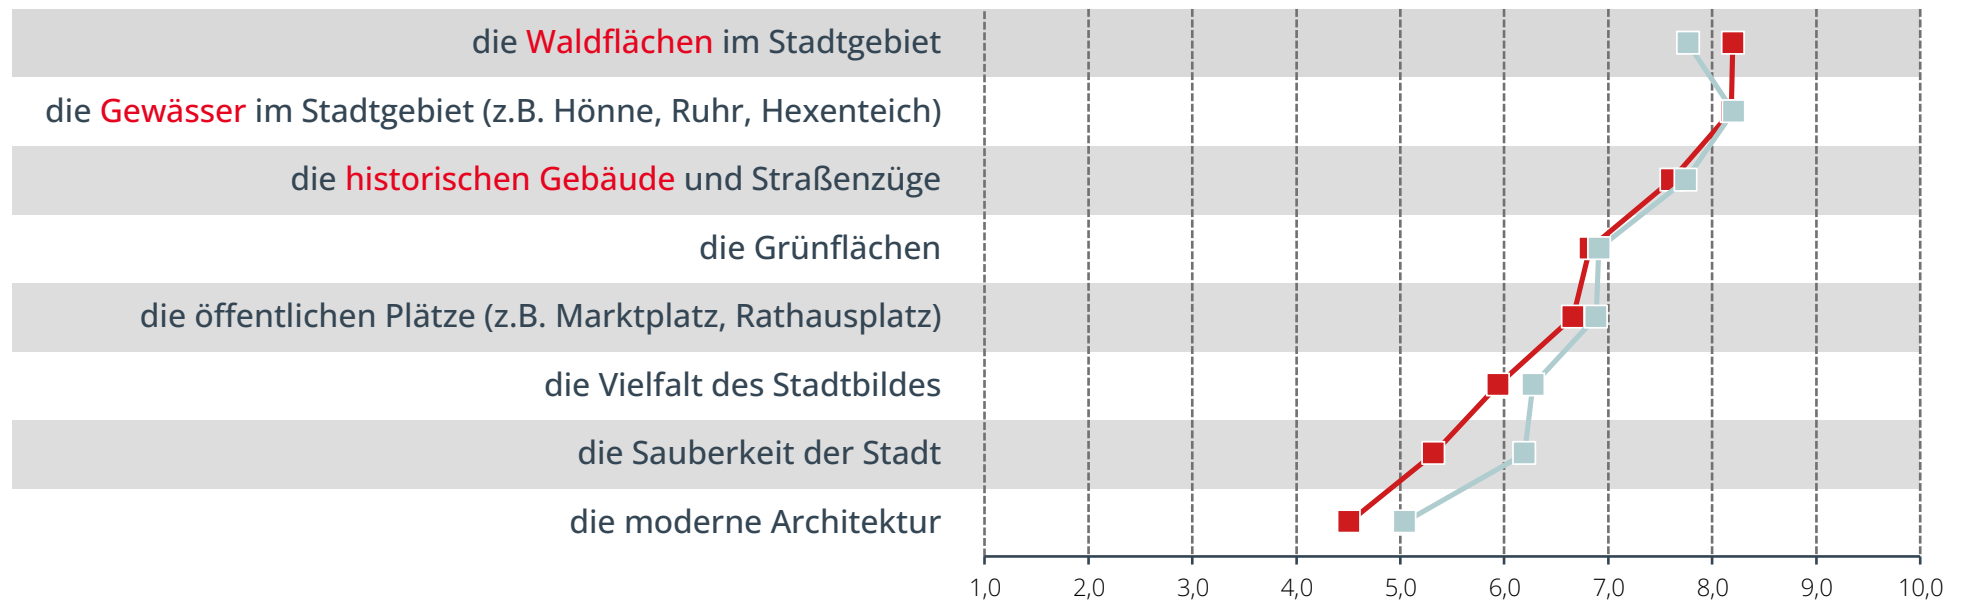 die Waldflächen im Stadtgebiet
die Gewässer im Stadtgebiet (z.B. Hönne, Ruhr, Hexenteich)
die historischen Gebäude und Straßenzüge
die Grünflächen
die öffentlichen Plätze (z.B. Marktplatz, Rathausplatz)
die Vielfalt des Stadtbildes
die Sauberkeit der Stadt
die moderne Architektur
1,0 2,0 3,0 4,0 5,0 6,0 7,0 8,0 9,0 10,0